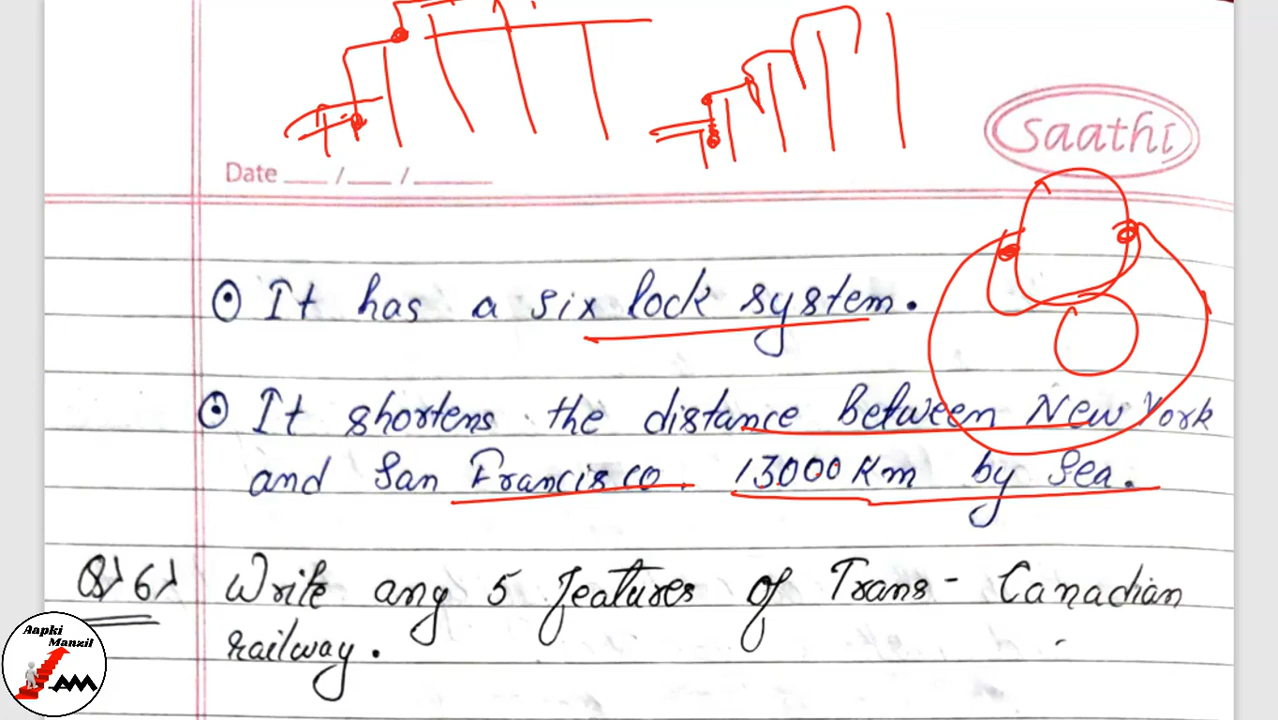 Saathi
Date ___ / ___ / ______
⊙ It has a six lock system.
⊙ It shortens the distance Between New York
and San Francisco. 13000 Km by Sea.
Q>6> Write any 5 features of Trans - Canadian
railway.
Aapki
Manzil
AM